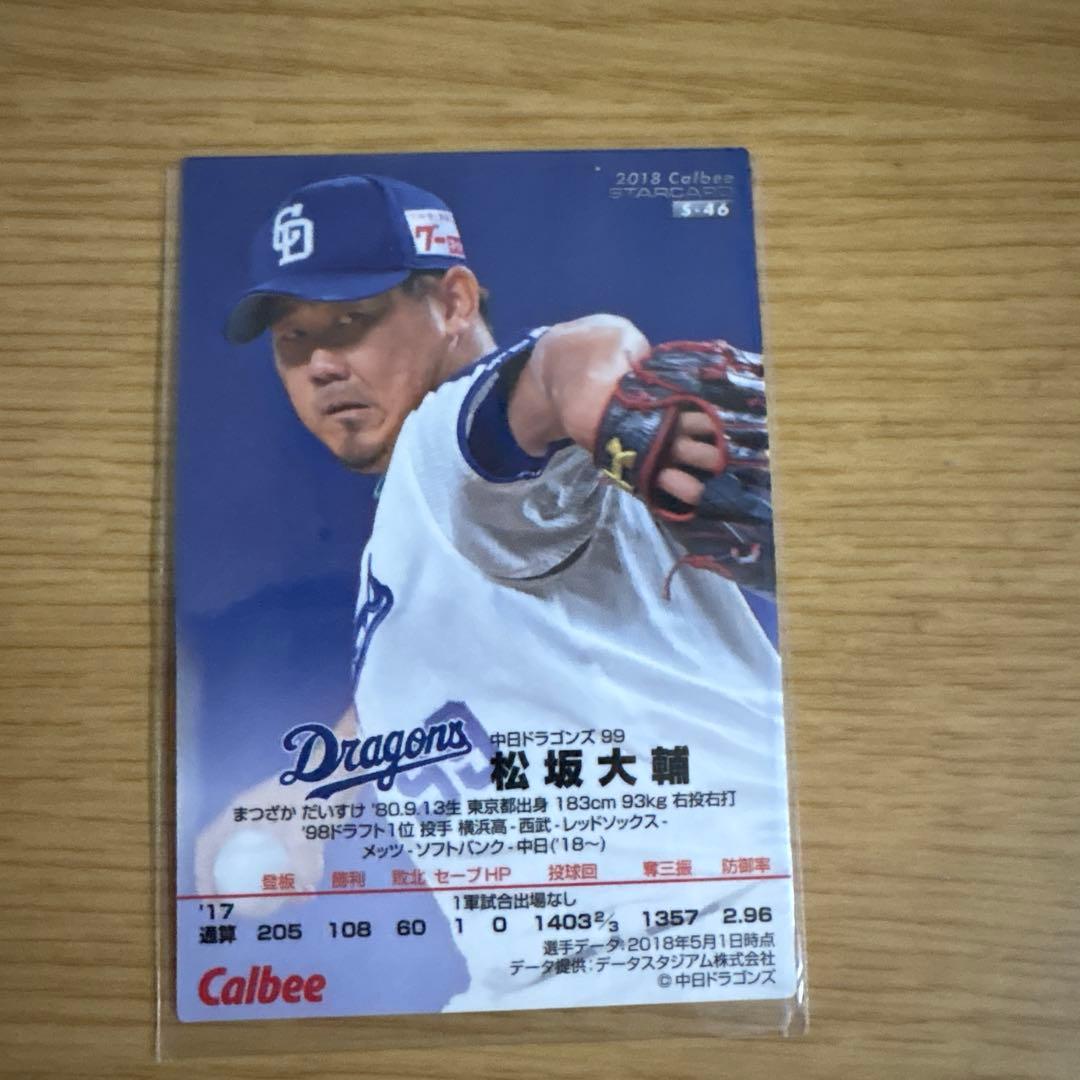 2018 Calbee
STARCARD
S-46
CD
グー
Dragons
中日ドラゴンズ 99
松坂大輔
まつざか だいすけ '80.9.13生 東京都出身 183cm 93kg 右投右打
'98ドラフト1位 投手 横浜高-西武-レッドソックス-
メッツ-ソフトバンク-中日('18〜)
登板 勝利 敗北 セーブ HP 投球回 奪三振 防御率
'17 1軍試合出場なし
通算 205 108 60 1 0 1403 2/3 1357 2.96
選手データ:2018年5月1日時点
データ提供:データスタジアム株式会社
©中日ドラゴンズ
Calbee